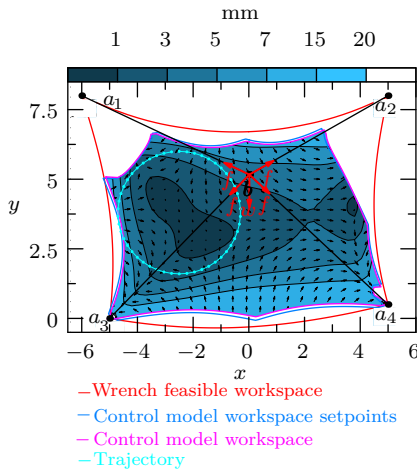 mm
1 3 5 7 15 20
7.5
5
2.5
0
y
a1
a2
a3
a4
−6 −4 −2 0 2 4 6
x
Wrench feasible workspace
Control model workspace setpoints
Control model workspace
Trajectory